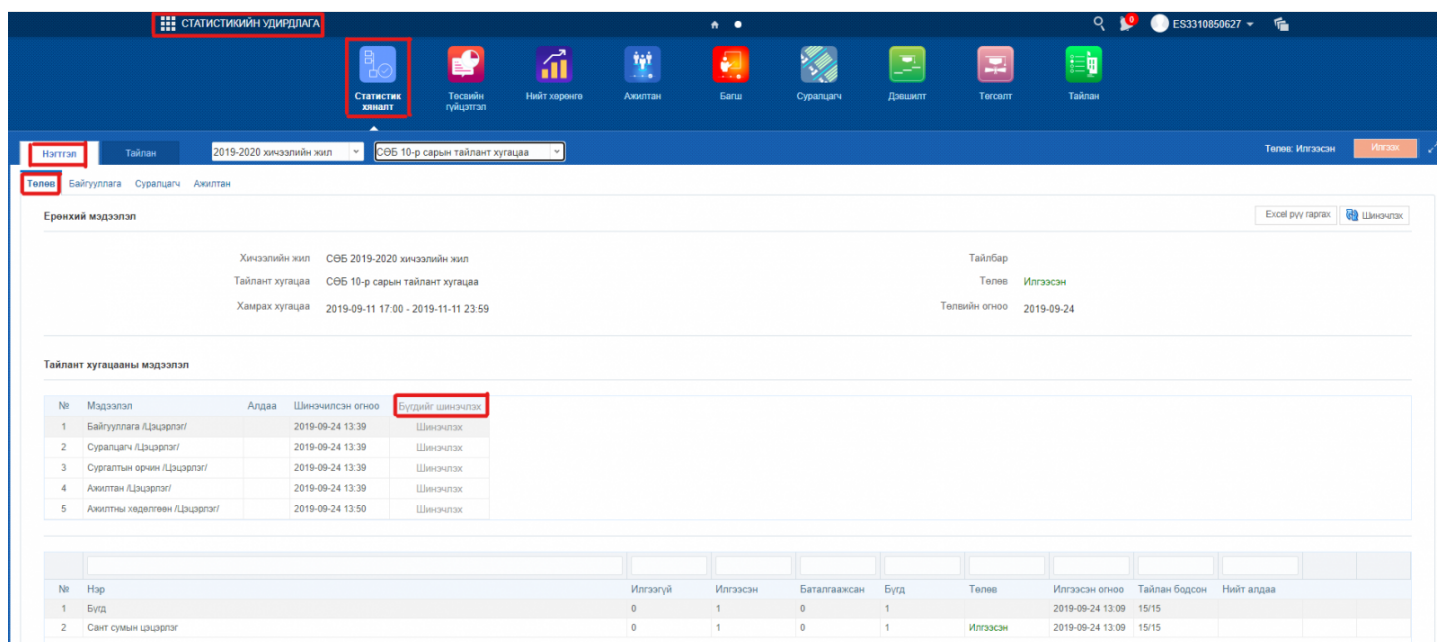 СТАТИСТИКИЙН УДИРДЛАГА 0 ES3310850627
Статистик хяналт Төсвийн гүйцэтгэл Нийт хөрөнгө Ажилтан Багш Суралцагч Дэвшилт Төгсөлт Тайлан
Нэгтгэл Тайлан 2019-2020 хичээлийн жил СӨБ 10-р сарын тайлант хугацаа Төлөв: Илгээсэн Илгээх
Төлөв Байгууллага Суралцагч Ажилтан
Ерөнхий мэдээлэл Excel рүү гаргах Шинэчлэх
Хичээлийн жил СӨБ 2019-2020 хичээлийн жил Тайлбар
Тайлант хугацаа СӨБ 10-р сарын тайлант хугацаа Төлөв Илгээсэн
Хамрах хугацаа 2019-09-11 17:00 - 2019-11-11 23:59 Төлвийн огноо 2019-09-24
Тайлант хугацааны мэдээлэл
№ Мэдээлэл Алдаа Шинэчилсэн огноо Бүгдийг шинэчлэх
1 Байгууллага /Цэцэрлэг/ 2019-09-24 13:39 Шинэчлэх
2 Суралцагч /Цэцэрлэг/ 2019-09-24 13:39 Шинэчлэх
3 Сургалтын орчин /Цэцэрлэг/ 2019-09-24 13:39 Шинэчлэх
4 Ажилтан /Цэцэрлэг/ 2019-09-24 13:39 Шинэчлэх
5 Ажилтны хөдөлгөөн /Цэцэрлэг/ 2019-09-24 13:50 Шинэчлэх
№ Нэр Илгээгүй Илгээсэн Баталгаажсан Бүгд Төлөв Илгээсэн огноо Тайлан бодсон Нийт алдаа
1 Бүгд 0 1 0 1 2019-09-24 13:09 15/15
2 Сант сумын цэцэрлэг 0 1 0 1 Илгээсэн 2019-09-24 13:09 15/15